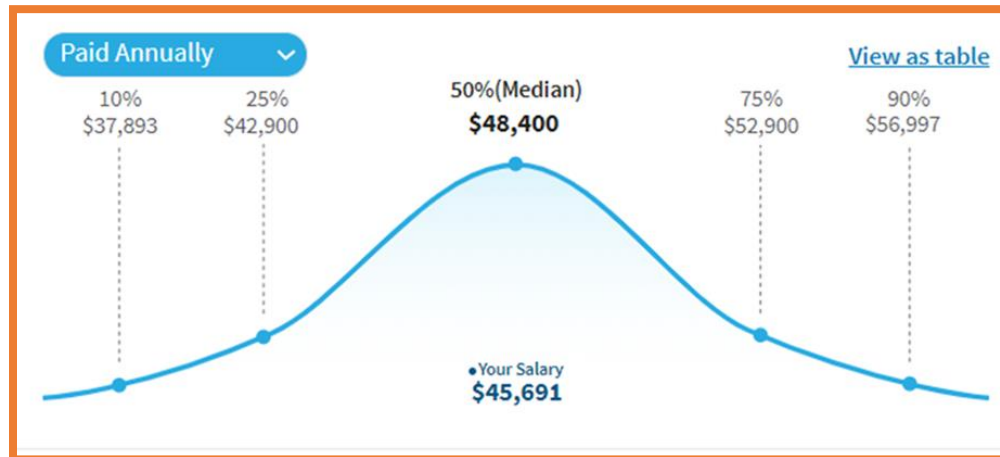 Paid Annually
View as table
10%
$37,893
25%
$42,900
50%(Median)
$48,400
75%
$52,900
90%
$56,997
•Your Salary
$45,691